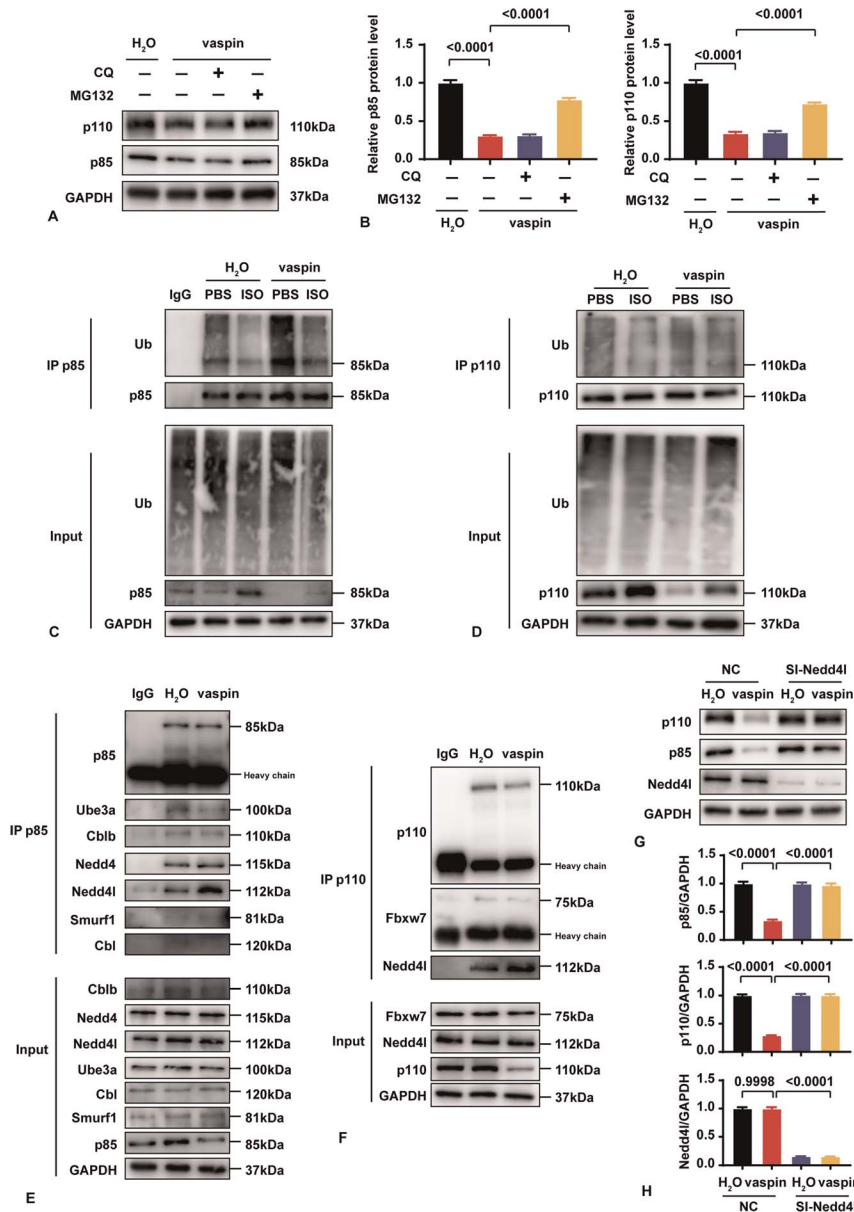 H₂O vaspin
CQ – – + –
MG132 – – – +
p110 110kDa
p85 85kDa
GAPDH 37kDa
A
<0.0001
<0.0001
Relative p85 protein level
1.5
1.0
0.5
0.0
CQ – – + –
MG132 – – – +
H₂O vaspin
B
<0.0001
<0.0001
Relative p110 protein level
1.5
1.0
0.5
0.0
CQ – – + –
MG132 – – – +
H₂O vaspin
H₂O vaspin
IgG PBS ISO PBS ISO
IP p85
Ub
85kDa
p85 85kDa
Input
Ub
p85 85kDa
GAPDH 37kDa
C
H₂O vaspin
PBS ISO PBS ISO
IP p110
Ub
110kDa
p110 110kDa
Input
Ub
p110 110kDa
GAPDH 37kDa
D
IgG H₂O vaspin
IP p85
85kDa
p85
Heavy chain
Ube3a 100kDa
Cblb 110kDa
Nedd4 115kDa
Nedd4l 112kDa
Smurf1 81kDa
Cbl 120kDa
Input
Cblb 110kDa
Nedd4 115kDa
Nedd4l 112kDa
Ube3a 100kDa
Cbl 120kDa
Smurf1 81kDa
p85 85kDa
GAPDH 37kDa
E
IgG H₂O vaspin
IP p110
110kDa
p110
Heavy chain
75kDa
Fbxw7
Heavy chain
Nedd4l 112kDa
Input
Fbxw7 75kDa
Nedd4l 112kDa
p110 110kDa
GAPDH 37kDa
F
NC SI-Nedd4l
H₂O vaspin H₂O vaspin
p110
p85
Nedd4l
GAPDH
G
<0.0001 <0.0001
p85/GAPDH
1.5
1.0
0.5
0.0
<0.0001 <0.0001
p110/GAPDH
1.5
1.0
0.5
0.0
0.9998 <0.0001
Nedd4l/GAPDH
1.5
1.0
0.5
0.0
H₂O vaspin H₂O vaspin
NC SI-Nedd4
H